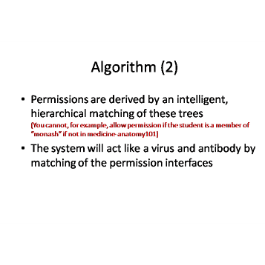 Algorithm (2)
• Permissions are derived by an intelligent,
hierarchical matching of these trees
(You cannot, for example, allow permission if the student is a member of
"monash" if not in medicine-anatomy101)
• The system will act like a virus and antibody by
matching of the permission interfaces